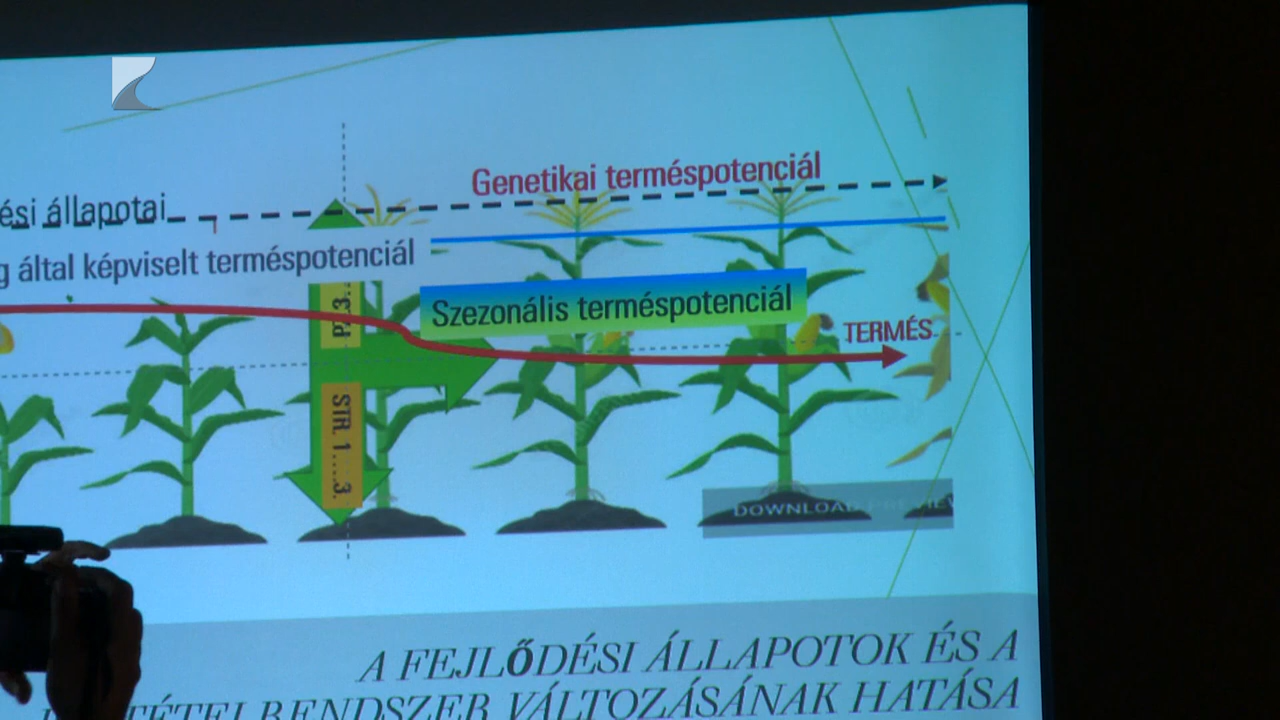 Genetikai terméspotenciál
ési állapotai
g által képviselt terméspotenciál
Szezonális terméspotenciál
TERMÉS
STR. 1....3.
DOWNLOAD
A FEJLŐDÉSI ÁLLAPOTOK ÉS A
VÁLTOZÁSÁNAK HATÁSA